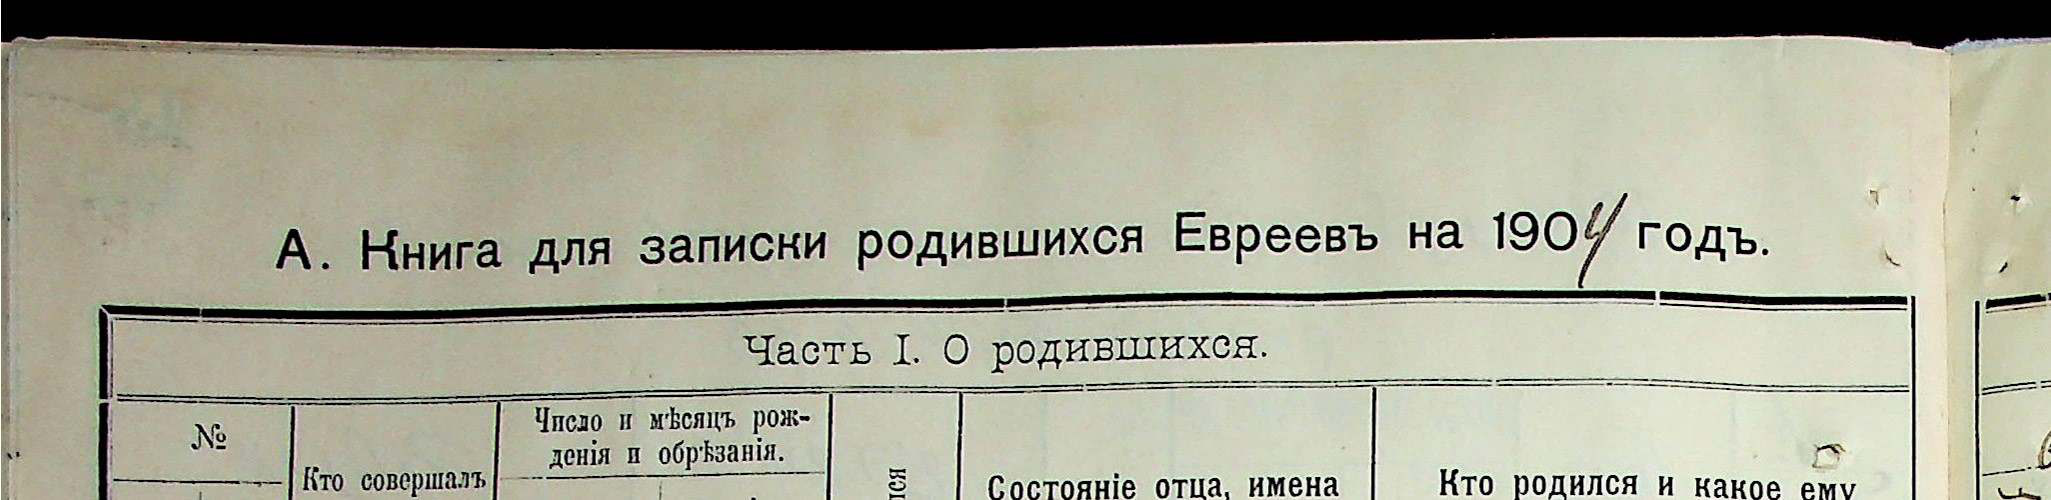 А. Книга для записки родившихся Евреевъ на 1904 годъ.
Часть I. О родившихся.
№
Кто совершалъ
Число и мѣсяцъ рож-
денія и обрѣзанія.
Состояніе отца, имена
Кто родился и какое ему